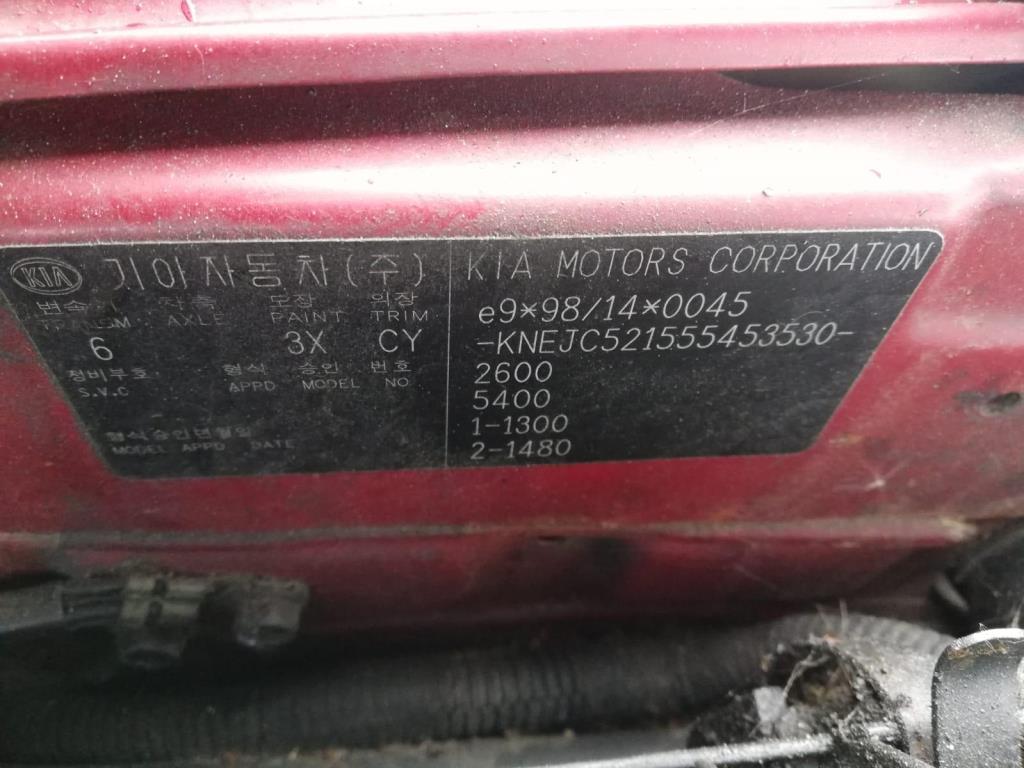 KIA 기아자동차(주) KIA MOTORS CORPORATION
변속 차축 도장 의장
AXLE PAINT TRIM
6 3X CY
정비부호 형식 승인 번호
S.V.C APPD MODEL NO
형식승인년월일
MODEL APPD DATE
e9*98/14*0045
-KNEJC521555453530-
2600
5400
1-1300
2-1480